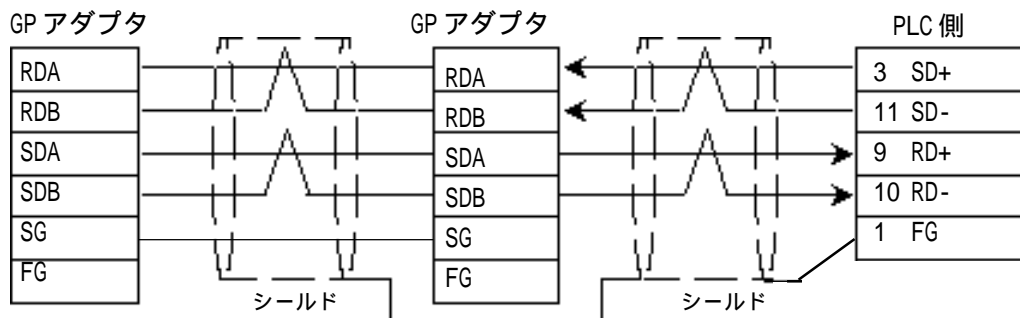 GP アダプタ
GP アダプタ
PLC 側
RDA
RDB
SDA
SDB
SG
FG
RDA
RDB
SDA
SDB
SG
FG
3 SD+
11 SD-
9 RD+
10 RD-
1 FG
シールド
シールド